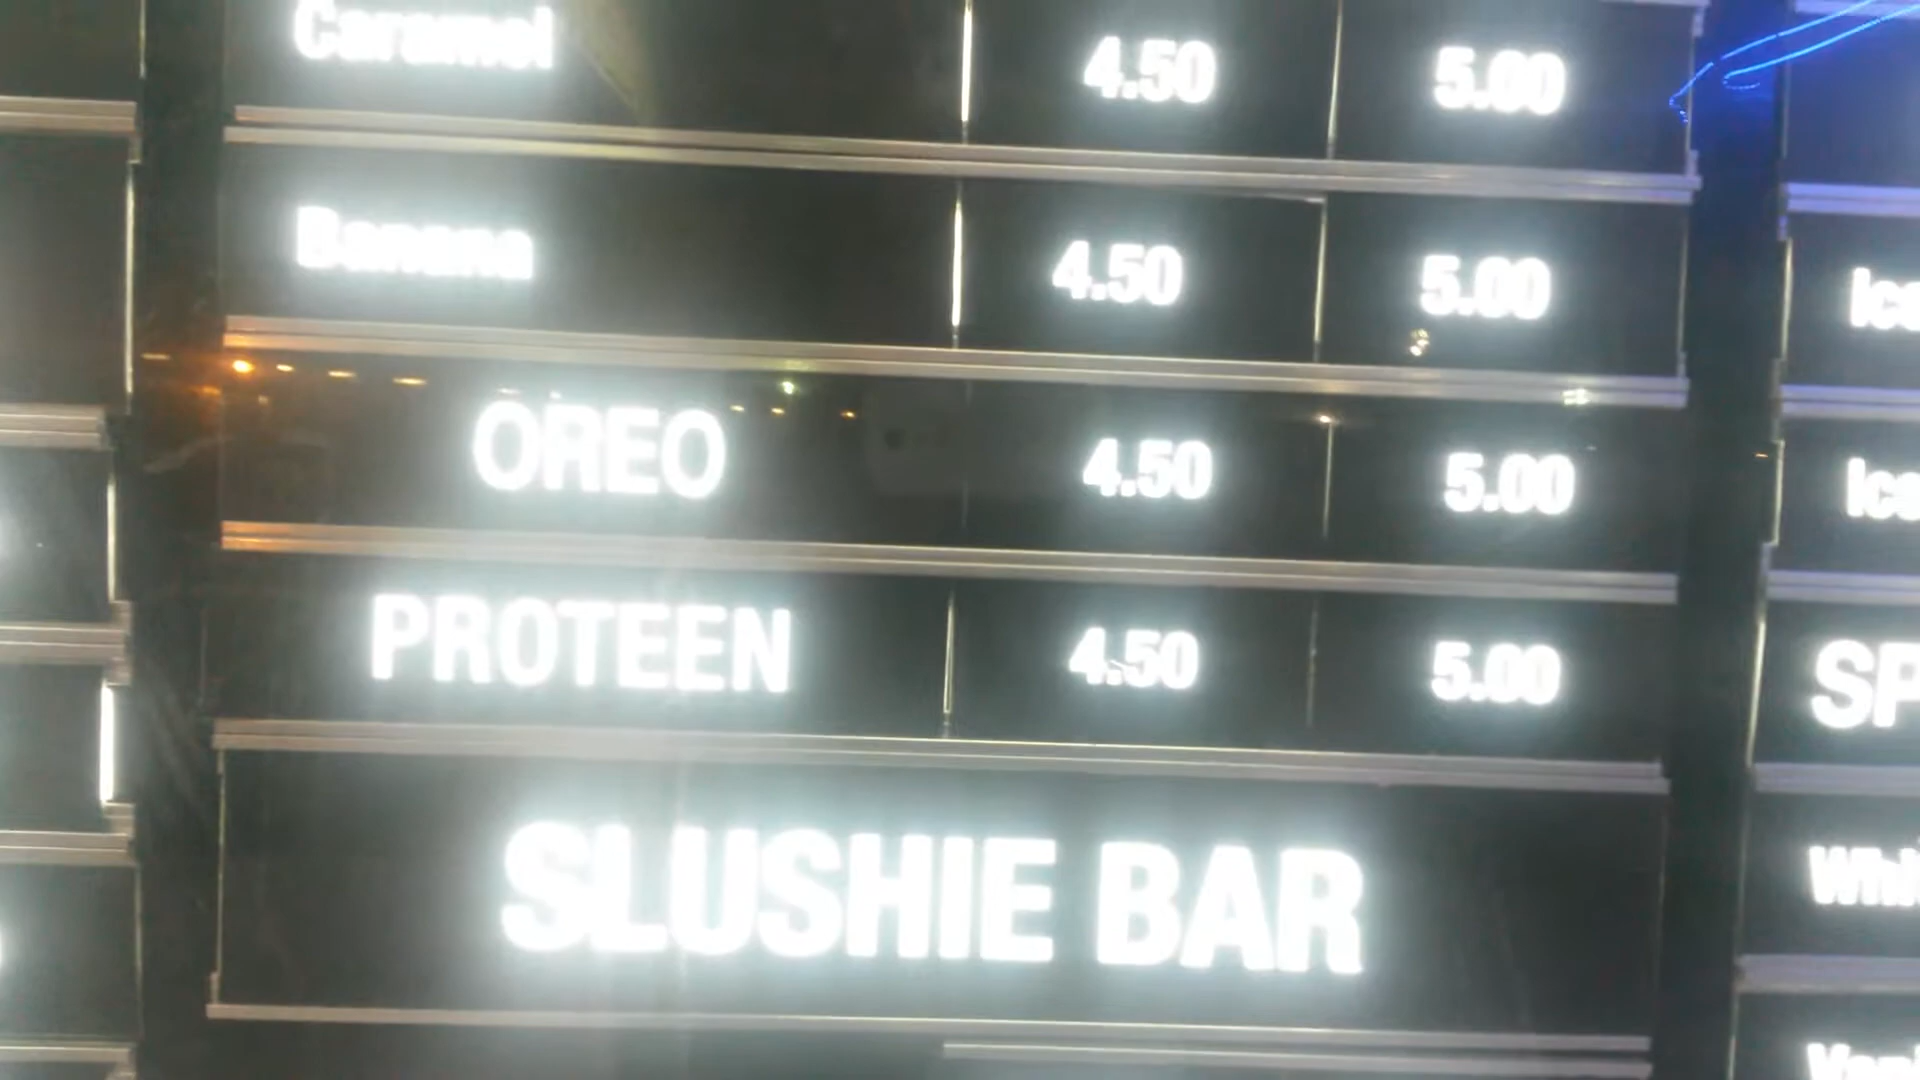 Caramel 4.50 5.00
Banana 4.50 5.00
OREO 4.50 5.00
PROTEEN 4.50 5.00
SLUSHIE BAR